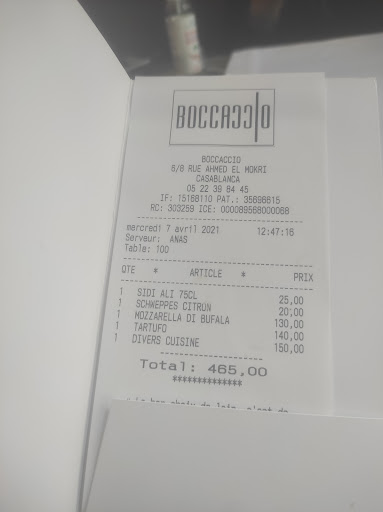 BOCCACCIO
BOCCACCIO
6/8 RUE AHMED EL MOKRI
CASABLANCA
05 22 39 84 45
IF: 15168110 PAT.: 35696615
RC: 303259 ICE: 000089568000088
mercredi 7 avril 2021 12:47:16
Serveur: ANAS
Table: 100
QTE * ARTICLE * PRIX
1 SIDI ALI 75CL 25,00
1 SCHWEPPES CITRON 20,00
1 MOZZARELLA DI BUFALA 130,00
1 TARTUFO 140,00
1 DIVERS CUISINE 150,00
Total: 465,00
**************